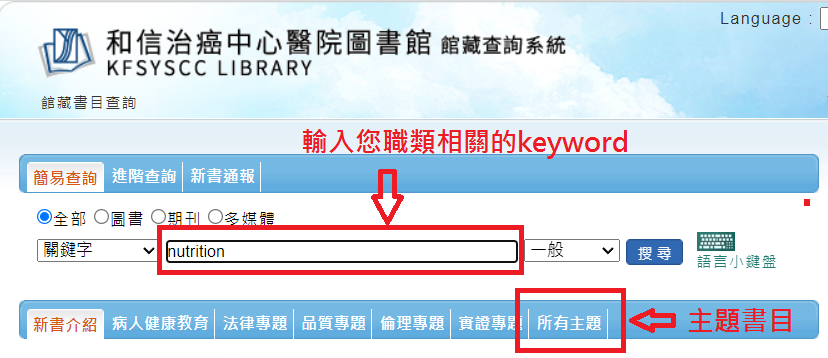 Language :
和信治癌中心醫院圖書館 館藏查詢系統
KFSYSCC LIBRARY
館藏書目查詢
輸入您職類相關的keyword
簡易查詢 進階查詢 新書通報
全部 圖書 期刊 多媒體
關鍵字 nutrition 一般 搜尋
語言小鍵盤
新書介紹 病人健康教育 法律專題 品質專題 倫理專題 實證專題 所有主題 主題書目